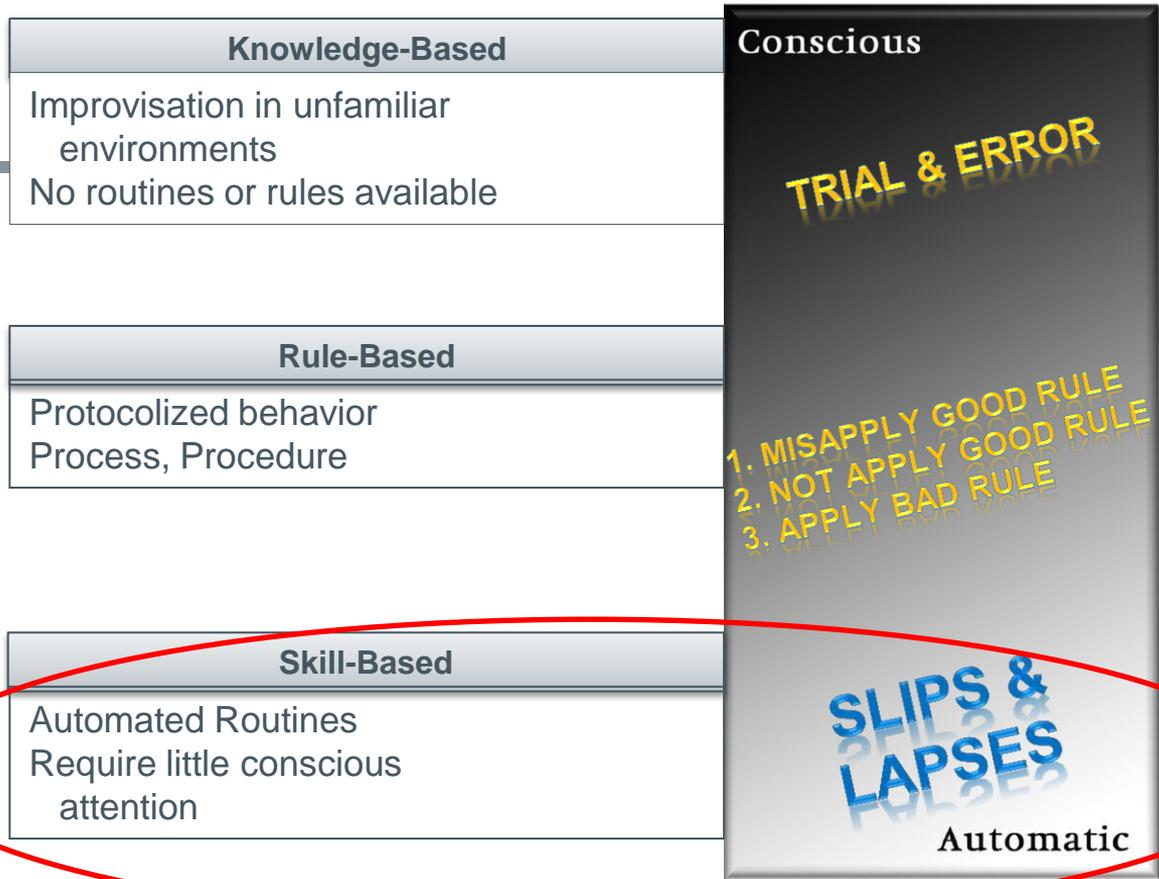 Knowledge-Based
Improvisation in unfamiliar
environments
No routines or rules available
Conscious
TRIAL & ERROR
Rule-Based
Protocolized behavior
Process, Procedure
1. MISAPPLY GOOD RULE
2. NOT APPLY GOOD RULE
3. APPLY BAD RULE
Skill-Based
Automated Routines
Require little conscious
attention
SLIPS &
LAPSES
Automatic